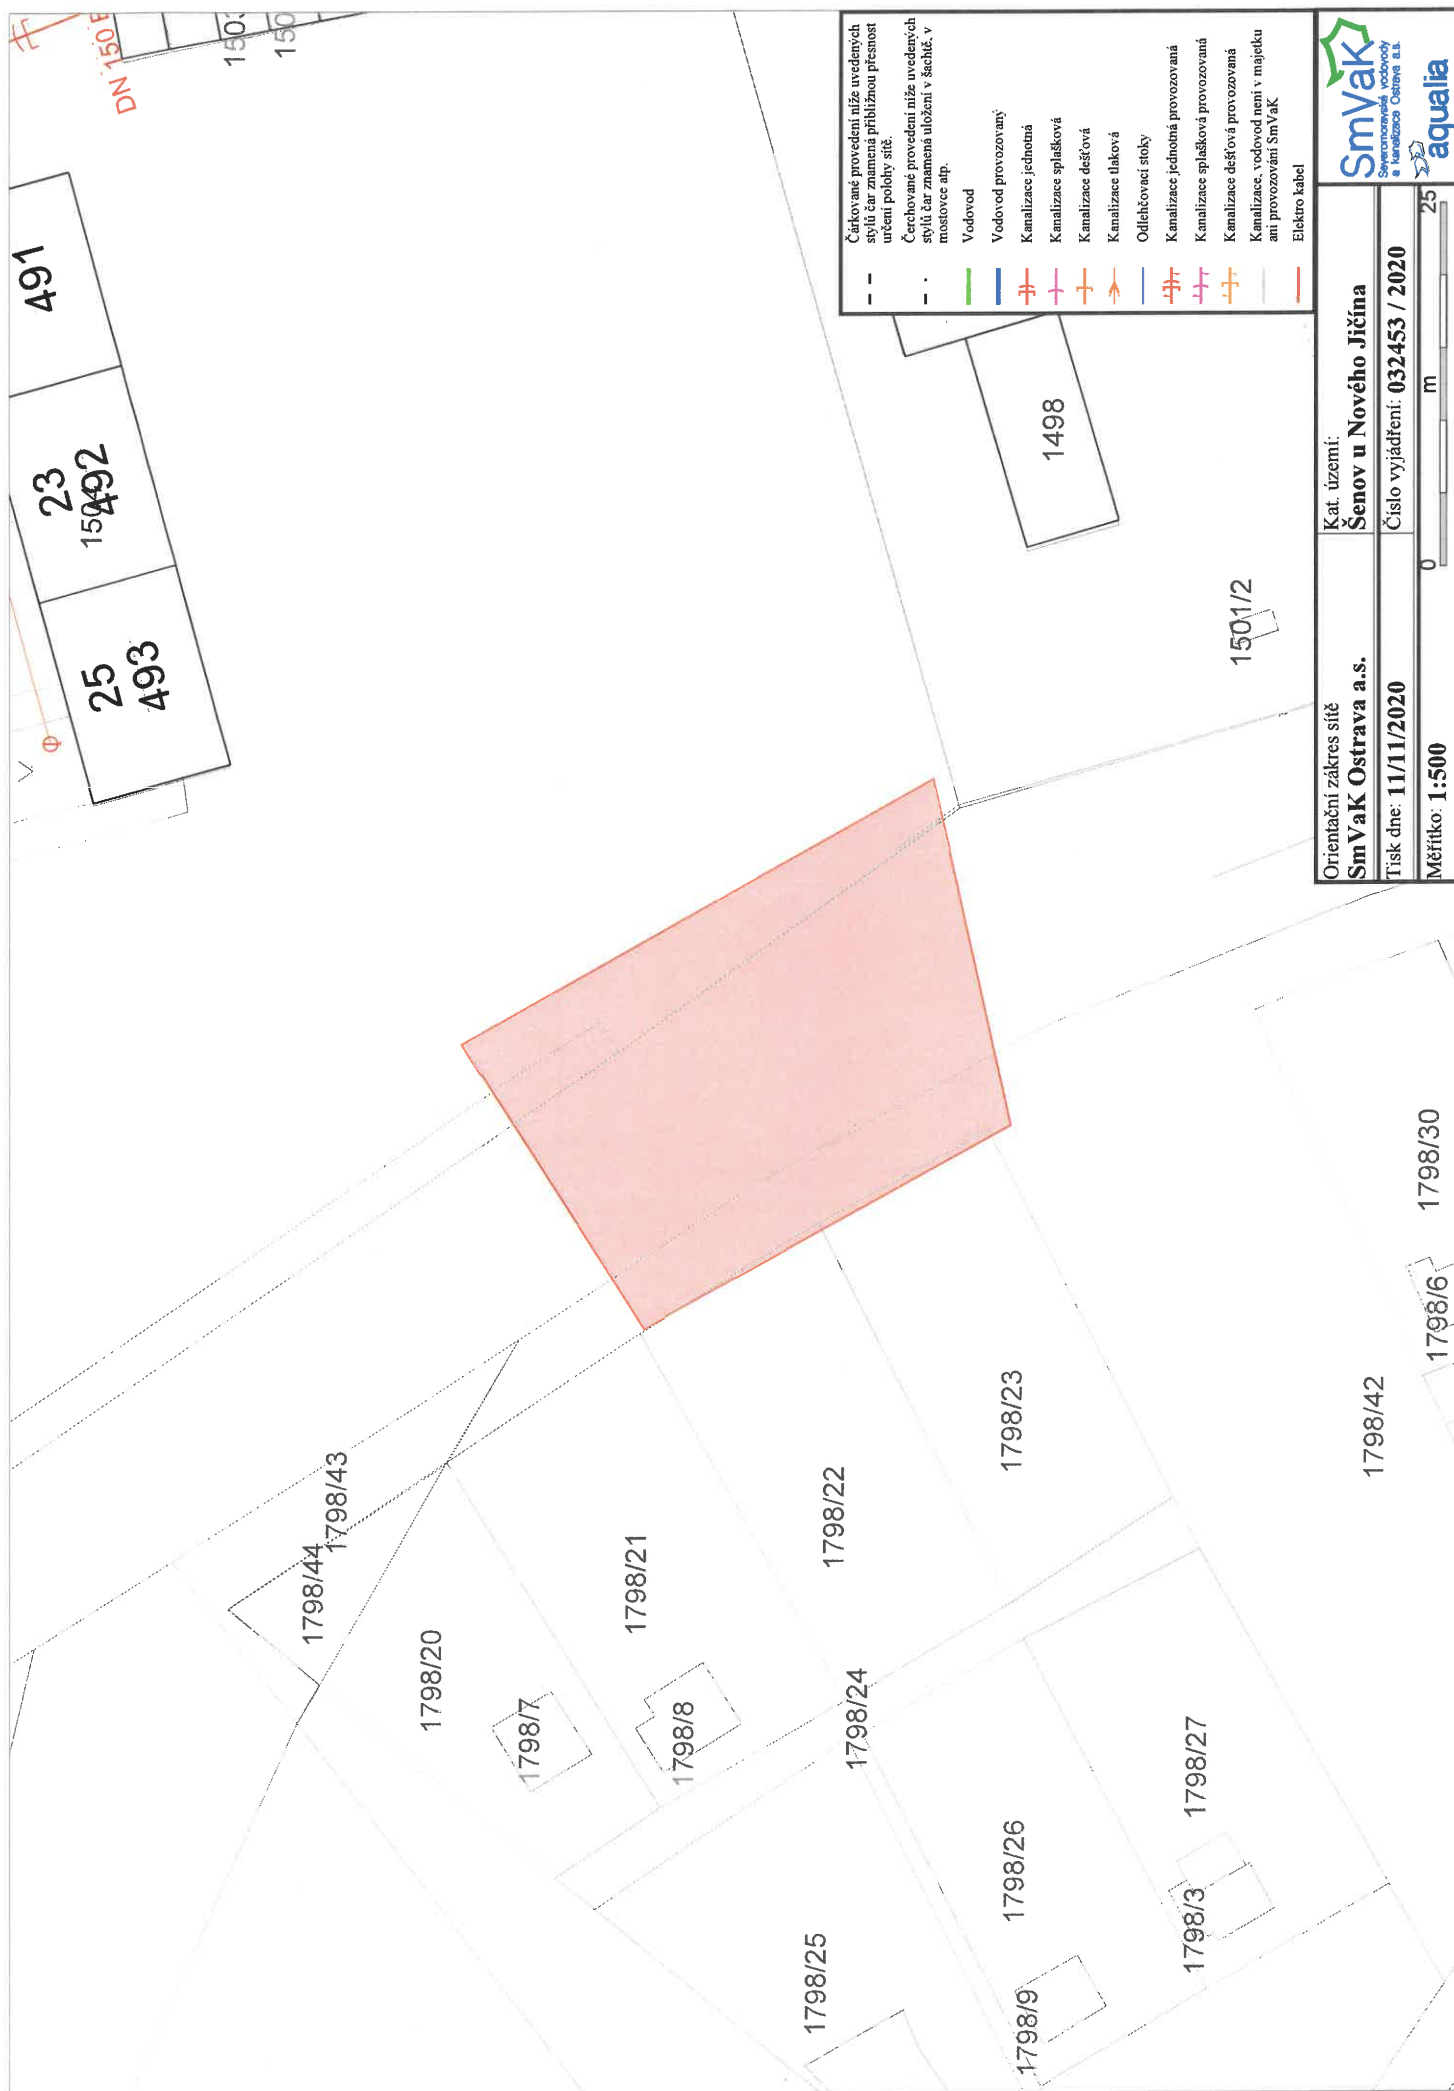 DN 150
491
23
492
25
493
1498
1501/2
1798/43
1798/44
1798/20
1798/21
1798/22
1798/23
1798/7
1798/8
1798/24
1798/25
1798/26
1798/27
1798/9
1798/3
1798/42
1798/6
1798/30
Čárkované provedení níže uvedených
stylů čar znamená přibližnou přesnost
určení polohy sítě.
Čerchované provedení níže uvedených
stylů čar znamená uložení v šachtě, v
mostovce atp.
Vodovod
Vodovod provozovaný
Kanalizace jednotná
Kanalizace splašková
Kanalizace dešťová
Kanalizace tlaková
Odlehčovací stoky
Kanalizace jednotná provozovaná
Kanalizace splašková provozovaná
Kanalizace dešťová provozovaná
Kanalizace, vodovod není v majetku
ani provozování SmVaK
Elektro kabel
Orientační zákres sítě
SmVaK Ostrava a.s.
Kat. území:
Šenov u Nového Jičína
Tisk dne: 11/11/2020
Číslo vyjádření: 032453 / 2020
Měřítko: 1:500
0 m 25
SmVaK
Severomoravské vodovody
a kanalizace Ostrava a.s.
aqualia